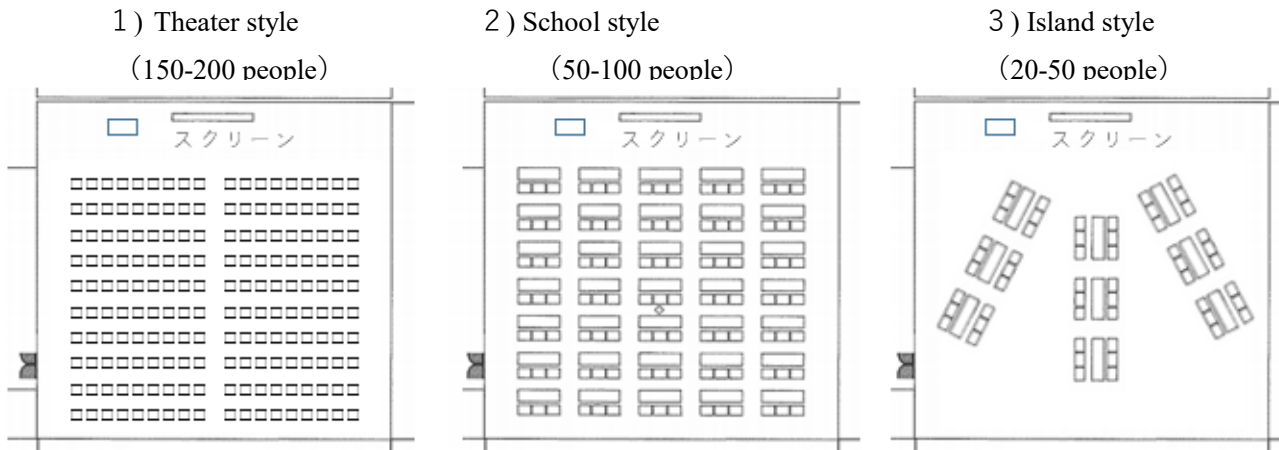 １) Theater style
（150-200 people）
２) School style
（50-100 people）
３) Island style
（20-50 people）
スクリーン
スクリーン
スクリーン